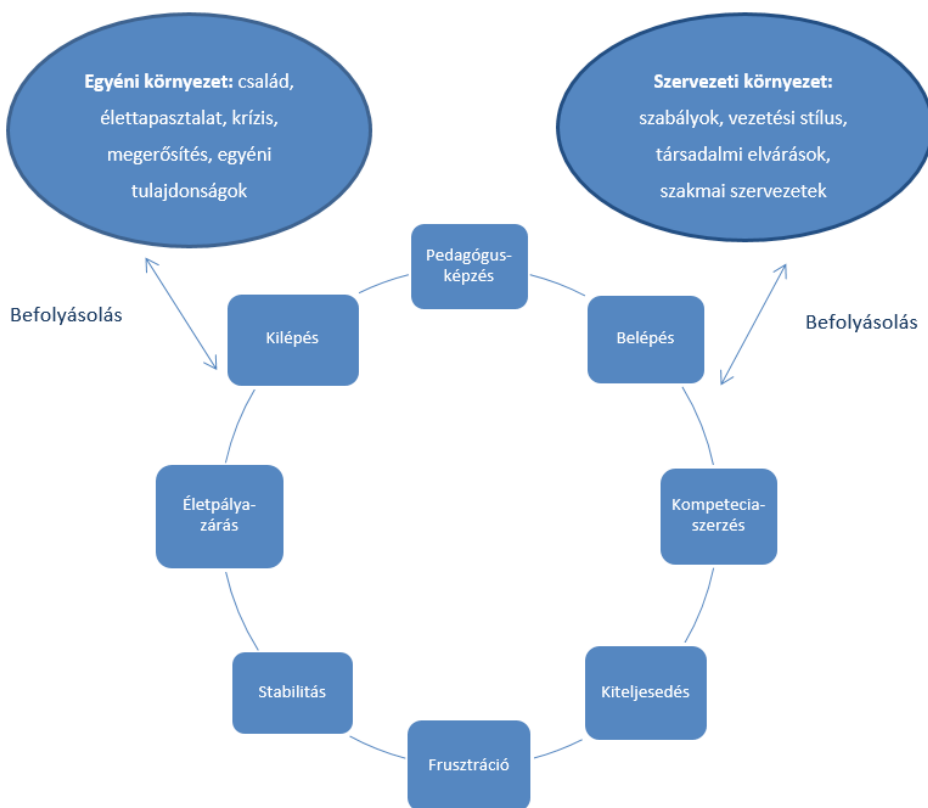 Egyéni környezet: család,
élettapasztalat, krízis,
megerősítés, egyéni
tulajdonságok
Szervezeti környezet:
szabályok, vezetési stílus,
társadalmi elvárások,
szakmai szervezetek
Befolyásolás
Befolyásolás
Pedagógus-
képzés
Belépés
Kompetecia-
szerzés
Kiteljesedés
Frusztráció
Stabilitás
Életpálya-
zárás
Kilépés